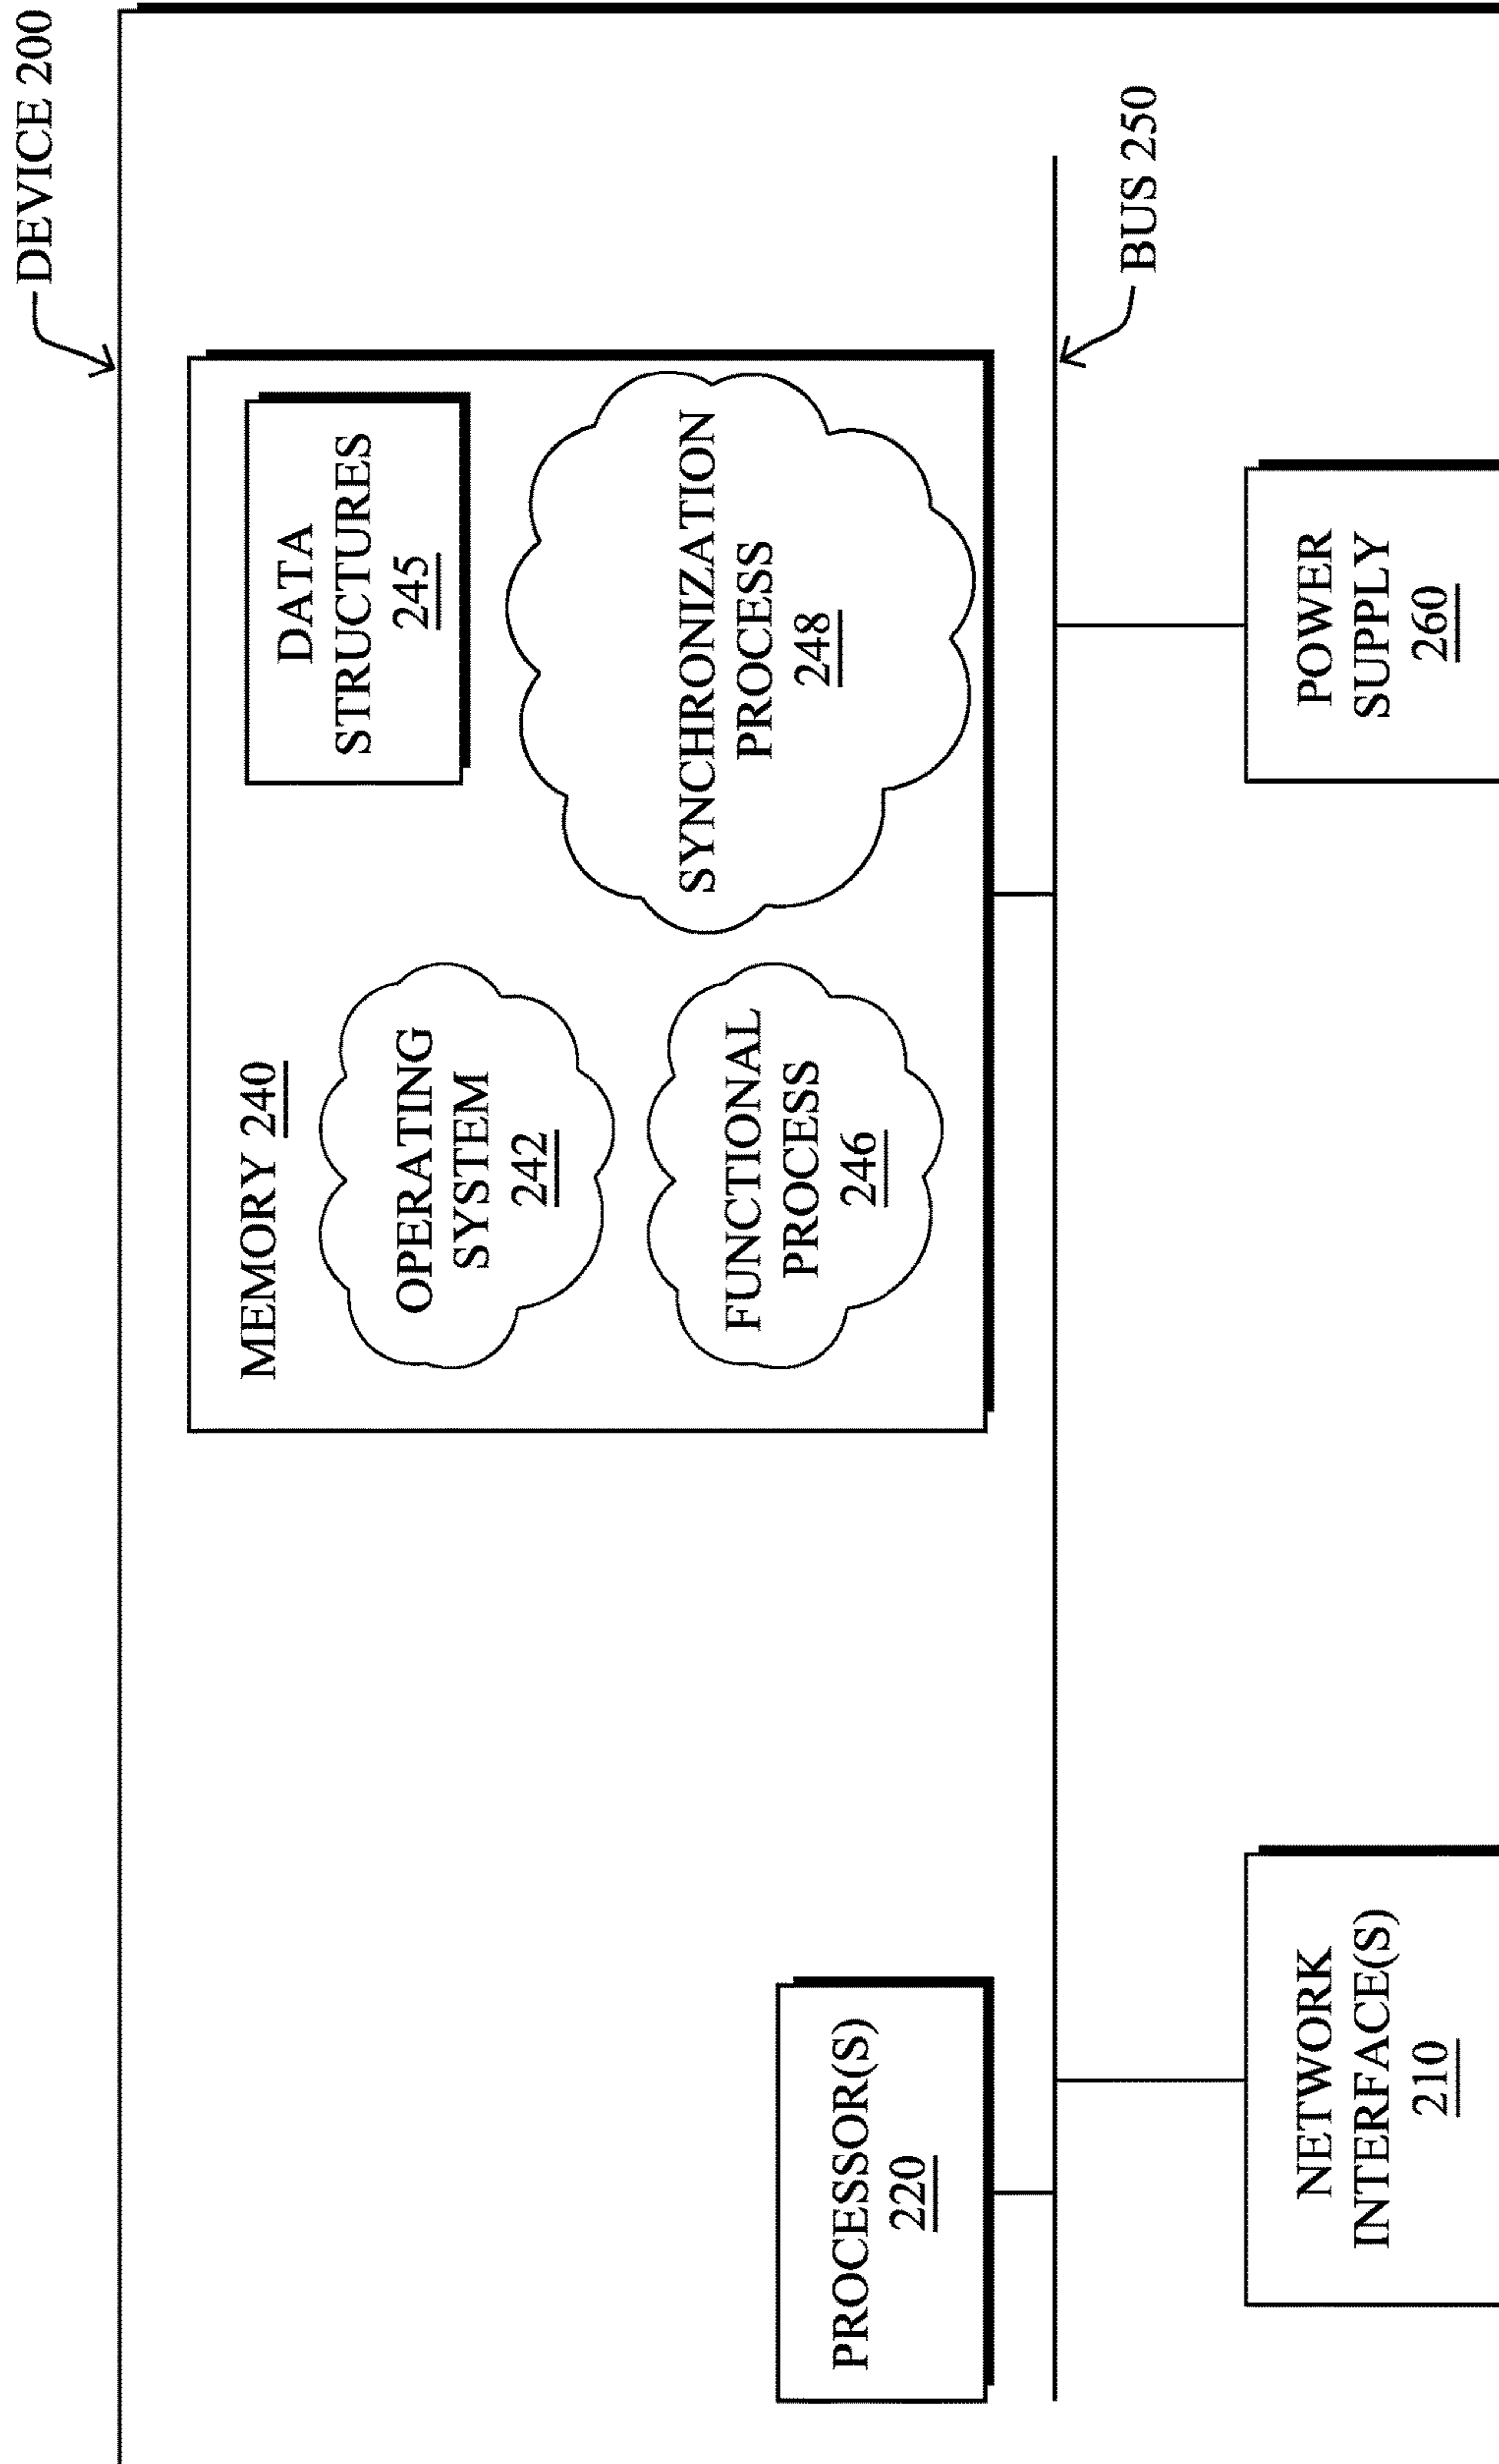 DEVICE 200
MEMORY 240
DATA
STRUCTURES
245
OPERATING
SYSTEM
242
SYNCHRONIZATION
PROCESS
248
FUNCTIONAL
PROCESS
246
PROCESSOR(S)
220
BUS 250
NETWORK
INTERFACE(S)
210
POWER
SUPPLY
260